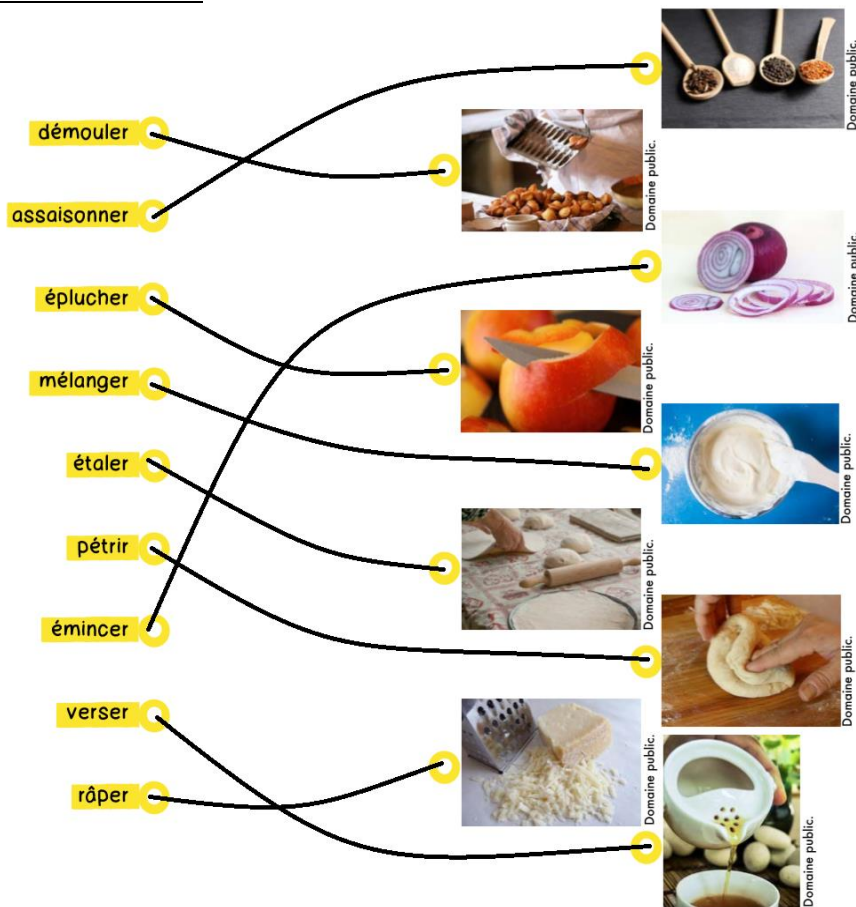 démouler
assaisonner
éplucher
mélanger
étaler
pétrir
émincer
verser
râper
Domaine public.
Domaine public.
Domaine public.
Domaine public.
Domaine public.
Domaine public.
Domaine public.
Domaine public.
Domaine public.